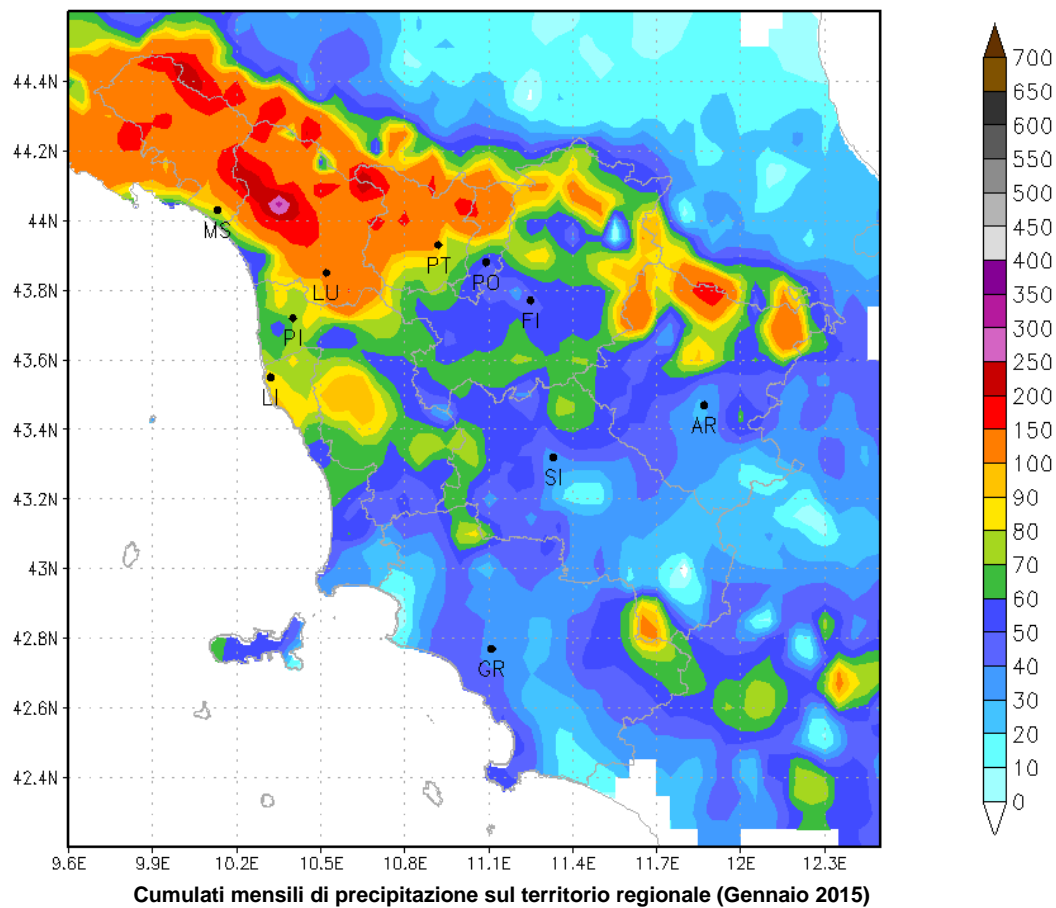 44.4N
44.2N
44N
43.8N
43.6N
43.4N
43.2N
43N
42.8N
42.6N
42.4N
9.6E 9.9E 10.2E 10.5E 10.8E 11.1E 11.4E 11.7E 12E 12.3E
MS
LU
PT
PO
FI
PI
LI
AR
SI
GR
700
650
600
550
500
450
400
350
300
250
200
150
100
90
80
70
60
50
40
30
20
10
0
Cumulati mensili di precipitazione sul territorio regionale (Gennaio 2015)